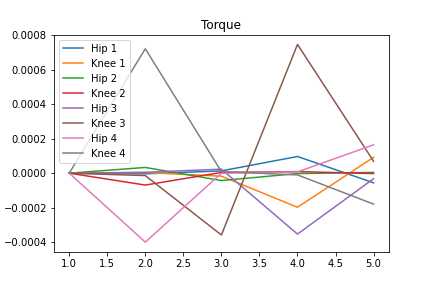 Torque
0.0008
0.0006
0.0004
0.0002
0.0000
−0.0002
−0.0004
Hip 1
Knee 1
Hip 2
Knee 2
Hip 3
Knee 3
Hip 4
Knee 4
1.0 1.5 2.0 2.5 3.0 3.5 4.0 4.5 5.0